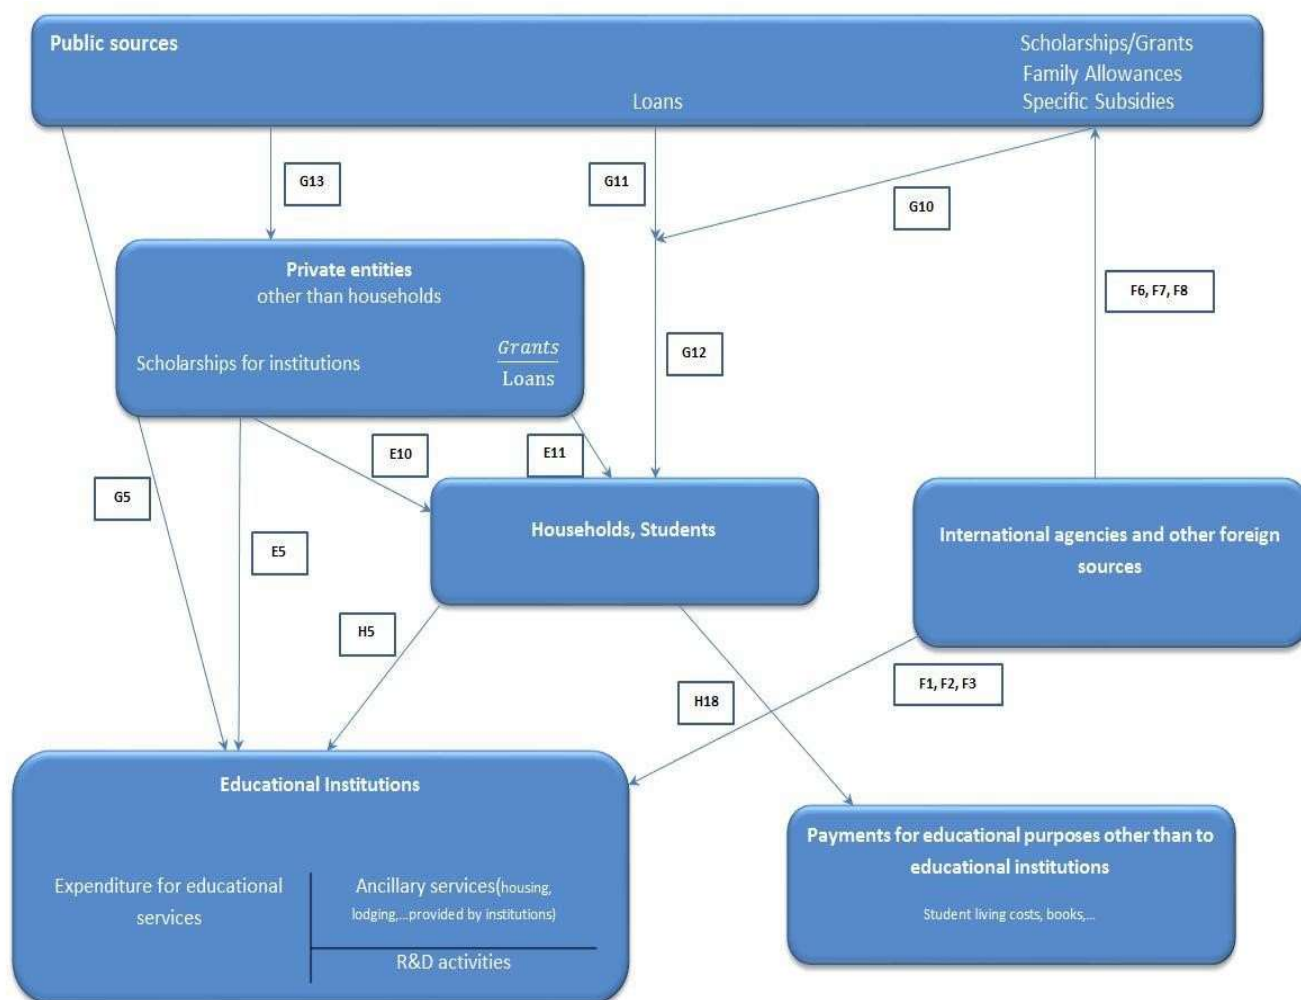 Public sources
Scholarships/Grants
Family Allowances
Loans
Specific Subsidies
G13
G11
G10
Private entities
other than households
F6, F7, F8
Scholarships for institutions
Grants
Loans
G12
E10
E11
G5
E5
Households, Students
International agencies and other foreign
sources
H5
F1, F2, F3
H18
Educational Institutions
Expenditure for educational
services
Ancillary services(housing,
lodging,...provided by institutions)
R&D activities
Payments for educational purposes other than to
educational institutions
Student living costs, books,...